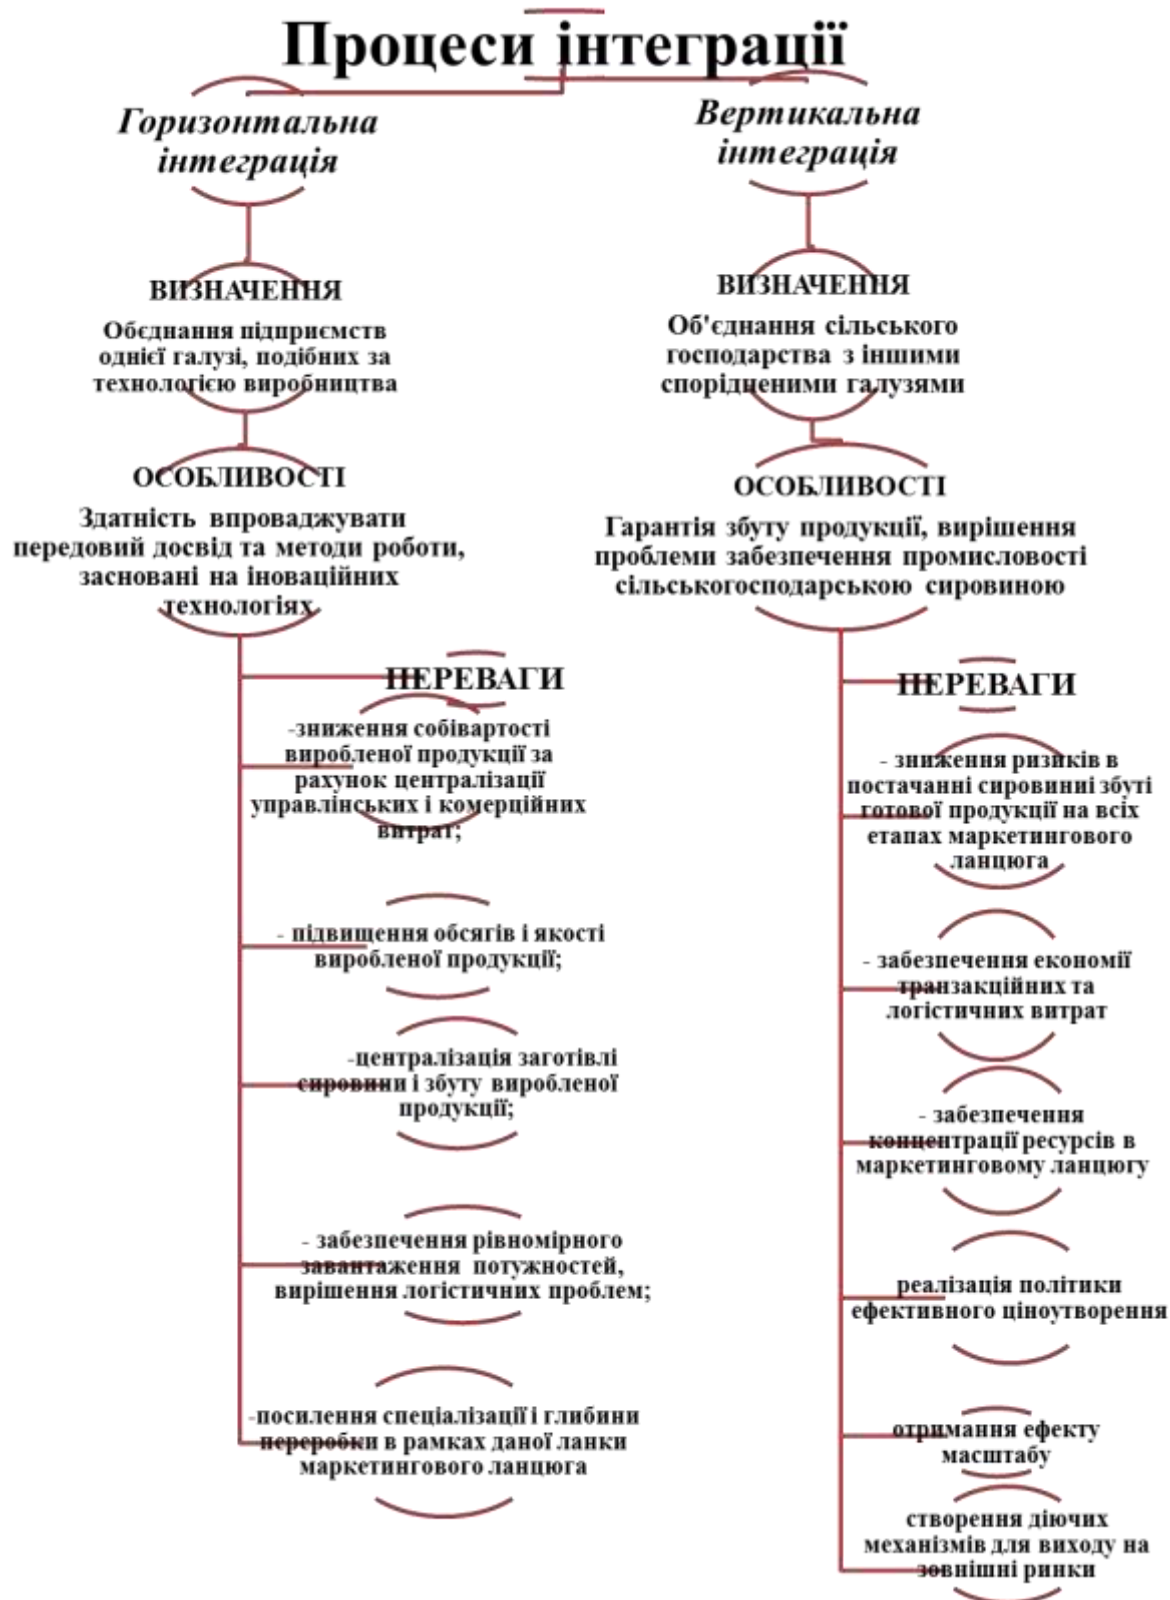 Процеси інтеграції
Горизонтальна
інтеграція
ВИЗНАЧЕННЯ
Обєднання підприємств
однієї галузі, подібних за
технологією виробництва
ОСОБЛИВОСТІ
Здатність впроваджувати
передовий досвід та методи роботи,
засновані на іноваційних
технологіях
ПЕРЕВАГИ
-зниження собівартості
виробленої продукції за
рахунок централізації
управлінських і комерційних
витрат;
- підвищення обсягів і якості
виробленої продукції;
-централізація заготівлі
сировини і збуту виробленої
продукції;
- забезпечення рівномірного
завантаження потужностей,
вирішення логістичних проблем;
-посилення спеціалізації і глибини
переробки в рамках даної ланки
маркетингового ланцюга
Вертикальна
інтеграція
ВИЗНАЧЕННЯ
Об'єднання сільського
господарства з іншими
спорідненими галузями
ОСОБЛИВОСТІ
Гарантія збуту продукції, вирішення
проблеми забезпечення промисловості
сільськогосподарською сировиною
ПЕРЕВАГИ
- зниження ризиків в
постачанні сировиниі збуті
готової продукції на всіх
етапах маркетингового
ланцюга
- забезпечення економії
транзакційних та
логістичних витрат
- забезпечення
концентрації ресурсів в
маркетинговому ланцюгу
реалізація політики
ефективного ціноутворення
отримання ефекту
масштабу
створення діючих
механізмів для виходу на
зовнішні ринки